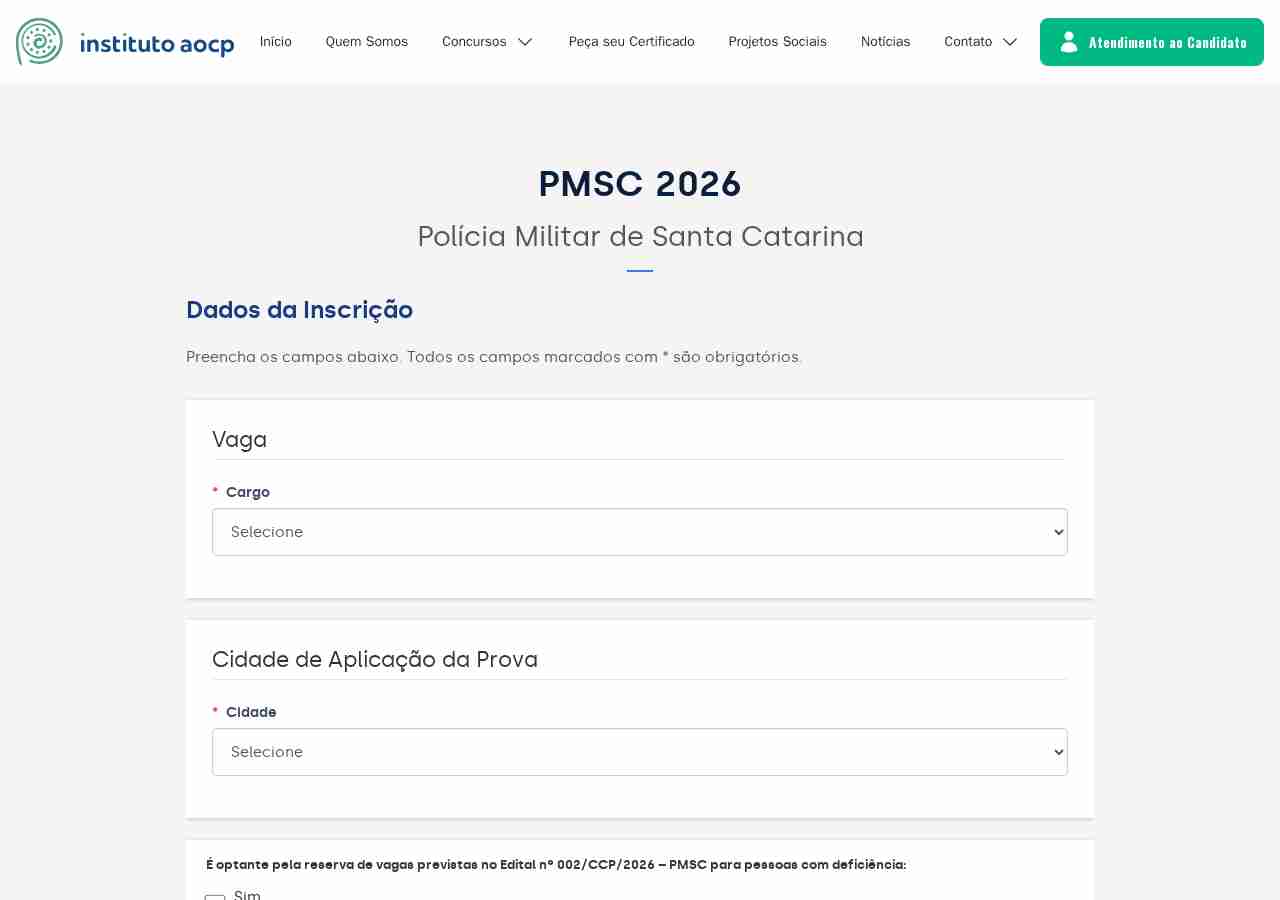 instituto aocp
Início
Quem Somos
Concursos
Peça seu Certificado
Projetos Sociais
Notícias
Contato
Atendimento ao Candidato
PMSC 2026
Polícia Militar de Santa Catarina
Dados da Inscrição
Preencha os campos abaixo. Todos os campos marcados com * são obrigatórios.
Vaga
* Cargo
Selecione
Cidade de Aplicação da Prova
* Cidade
Selecione
É optante pela reserva de vagas previstas no Edital nº 002/CCP/2026 – PMSC para pessoas com deficiência:
Sim